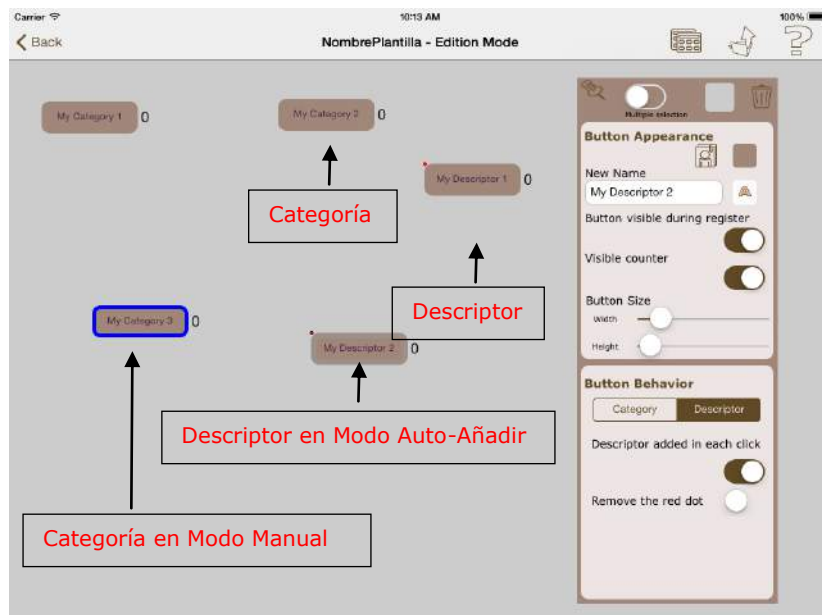 Carrier 10:13 AM 100%
Back NombrePlantilla - Edition Mode
My Category 1 0
My Category 2 0
My Descriptor 1 0
Categoría
Descriptor
My Category 3 0
My Descriptor 2 0
Descriptor en Modo Auto-Añadir
Categoría en Modo Manual
Multiple selection
Button Appearance
New Name
My Descriptor 2 A
Button visible during register
Visible counter
Button Size
Width
Height
Button Behavior
Category Descriptor
Descriptor added in each click
Remove the red dot